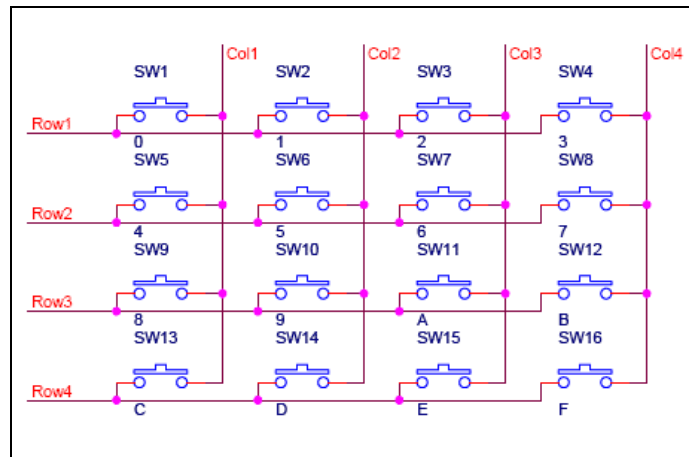 Col1 Col2 Col3 Col4
SW1 SW2 SW3 SW4
Row1
0 1 2 3
SW5 SW6 SW7 SW8
Row2
4 5 6 7
SW9 SW10 SW11 SW12
Row3
8 9 A B
SW13 SW14 SW15 SW16
Row4
C D E F